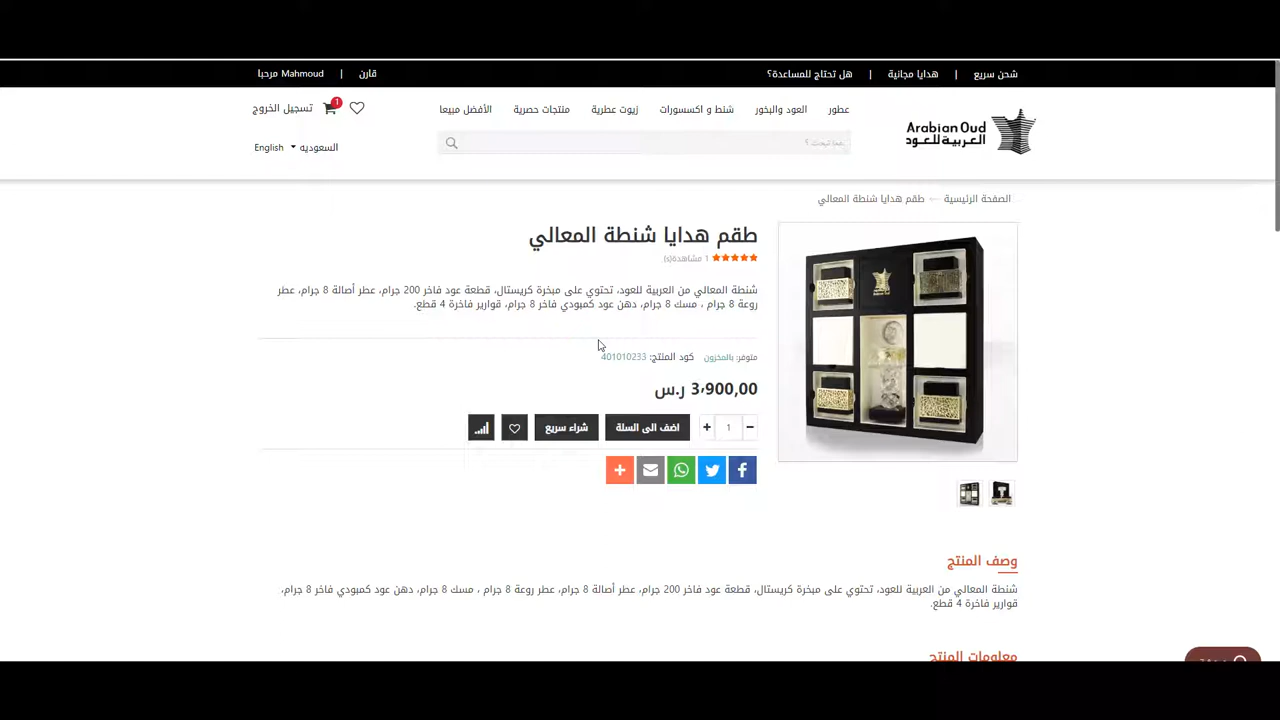 شحن سريع | هدايا مجانية | هل تحتاج للمساعدة؟
قارن | Mahmoud مرحبا
Arabian Oud
العربية للعود
عطور العود والبخور شنط و اكسسورات زيوت عطرية منتجات حصرية الأفضل مبيعا
1 تسجيل الخروج
عما تبحث ؟
السعوديه English
الصفحة الرئيسية ← طقم هدايا شنطة المعالي
طقم هدايا شنطة المعالي
1 مشاهدة(s)
شنطة المعالي من العربية للعود، تحتوي على مبخرة كريستال، قطعة عود فاخر 200 جرام، عطر أصالة 8 جرام، عطر
روعة 8 جرام ، مسك 8 جرام، دهن عود كمبودي فاخر 8 جرام، قوارير فاخرة 4 قطع.
متوفر: بالمخزون كود المنتج: 401010233
3٬900,00 ر.س
− 1 + اضف الى السلة شراء سريع
وصف المنتج
شنطة المعالي من العربية للعود، تحتوي على مبخرة كريستال، قطعة عود فاخر 200 جرام، عطر أصالة 8 جرام، عطر روعة 8 جرام ، مسك 8 جرام، دهن عود كمبودي فاخر 8 جرام،
قوارير فاخرة 4 قطع.
معلومات المنتج